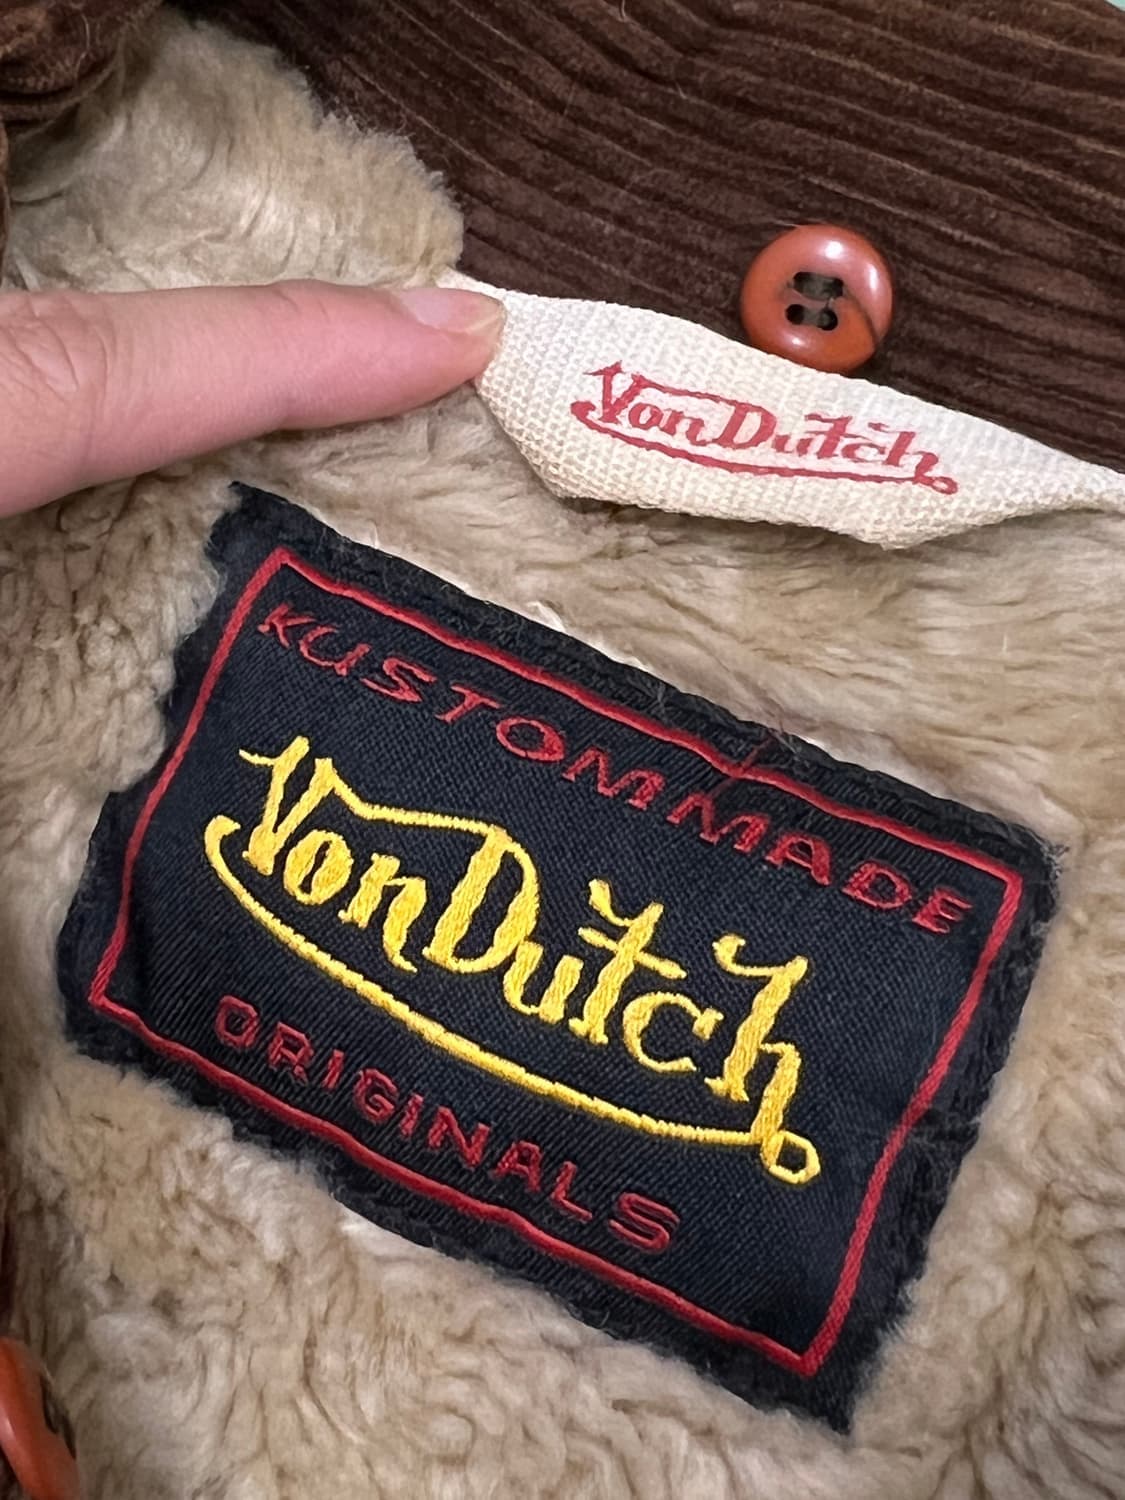 Von Dutch
KUSTOM MADE
Von Dutch
ORIGINALS